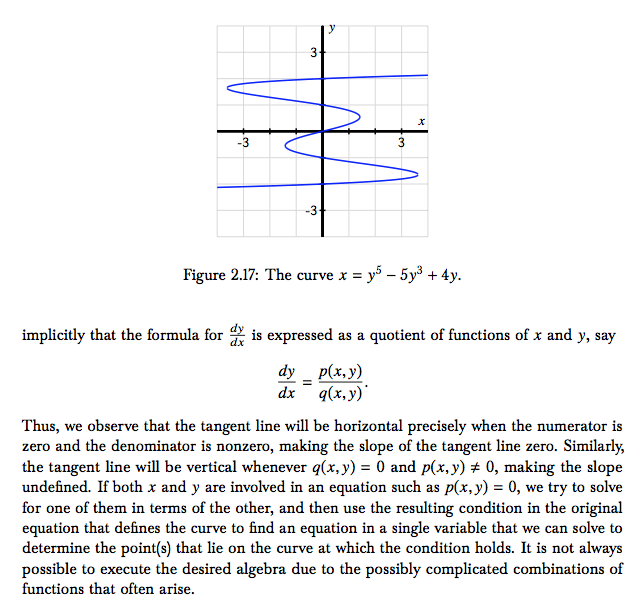 y
3
x
-3
3
-3
Figure 2.17: The curve x = y⁵ − 5y³ + 4y.
implicitly that the formula for dy/dx is expressed as a quotient of functions of x and y, say
dy/dx = p(x, y)/q(x, y).
Thus, we observe that the tangent line will be horizontal precisely when the numerator is
zero and the denominator is nonzero, making the slope of the tangent line zero. Similarly,
the tangent line will be vertical whenever q(x, y) = 0 and p(x, y) ≠ 0, making the slope
undefined. If both x and y are involved in an equation such as p(x, y) = 0, we try to solve
for one of them in terms of the other, and then use the resulting condition in the original
equation that defines the curve to find an equation in a single variable that we can solve to
determine the point(s) that lie on the curve at which the condition holds. It is not always
possible to execute the desired algebra due to the possibly complicated combinations of
functions that often arise.